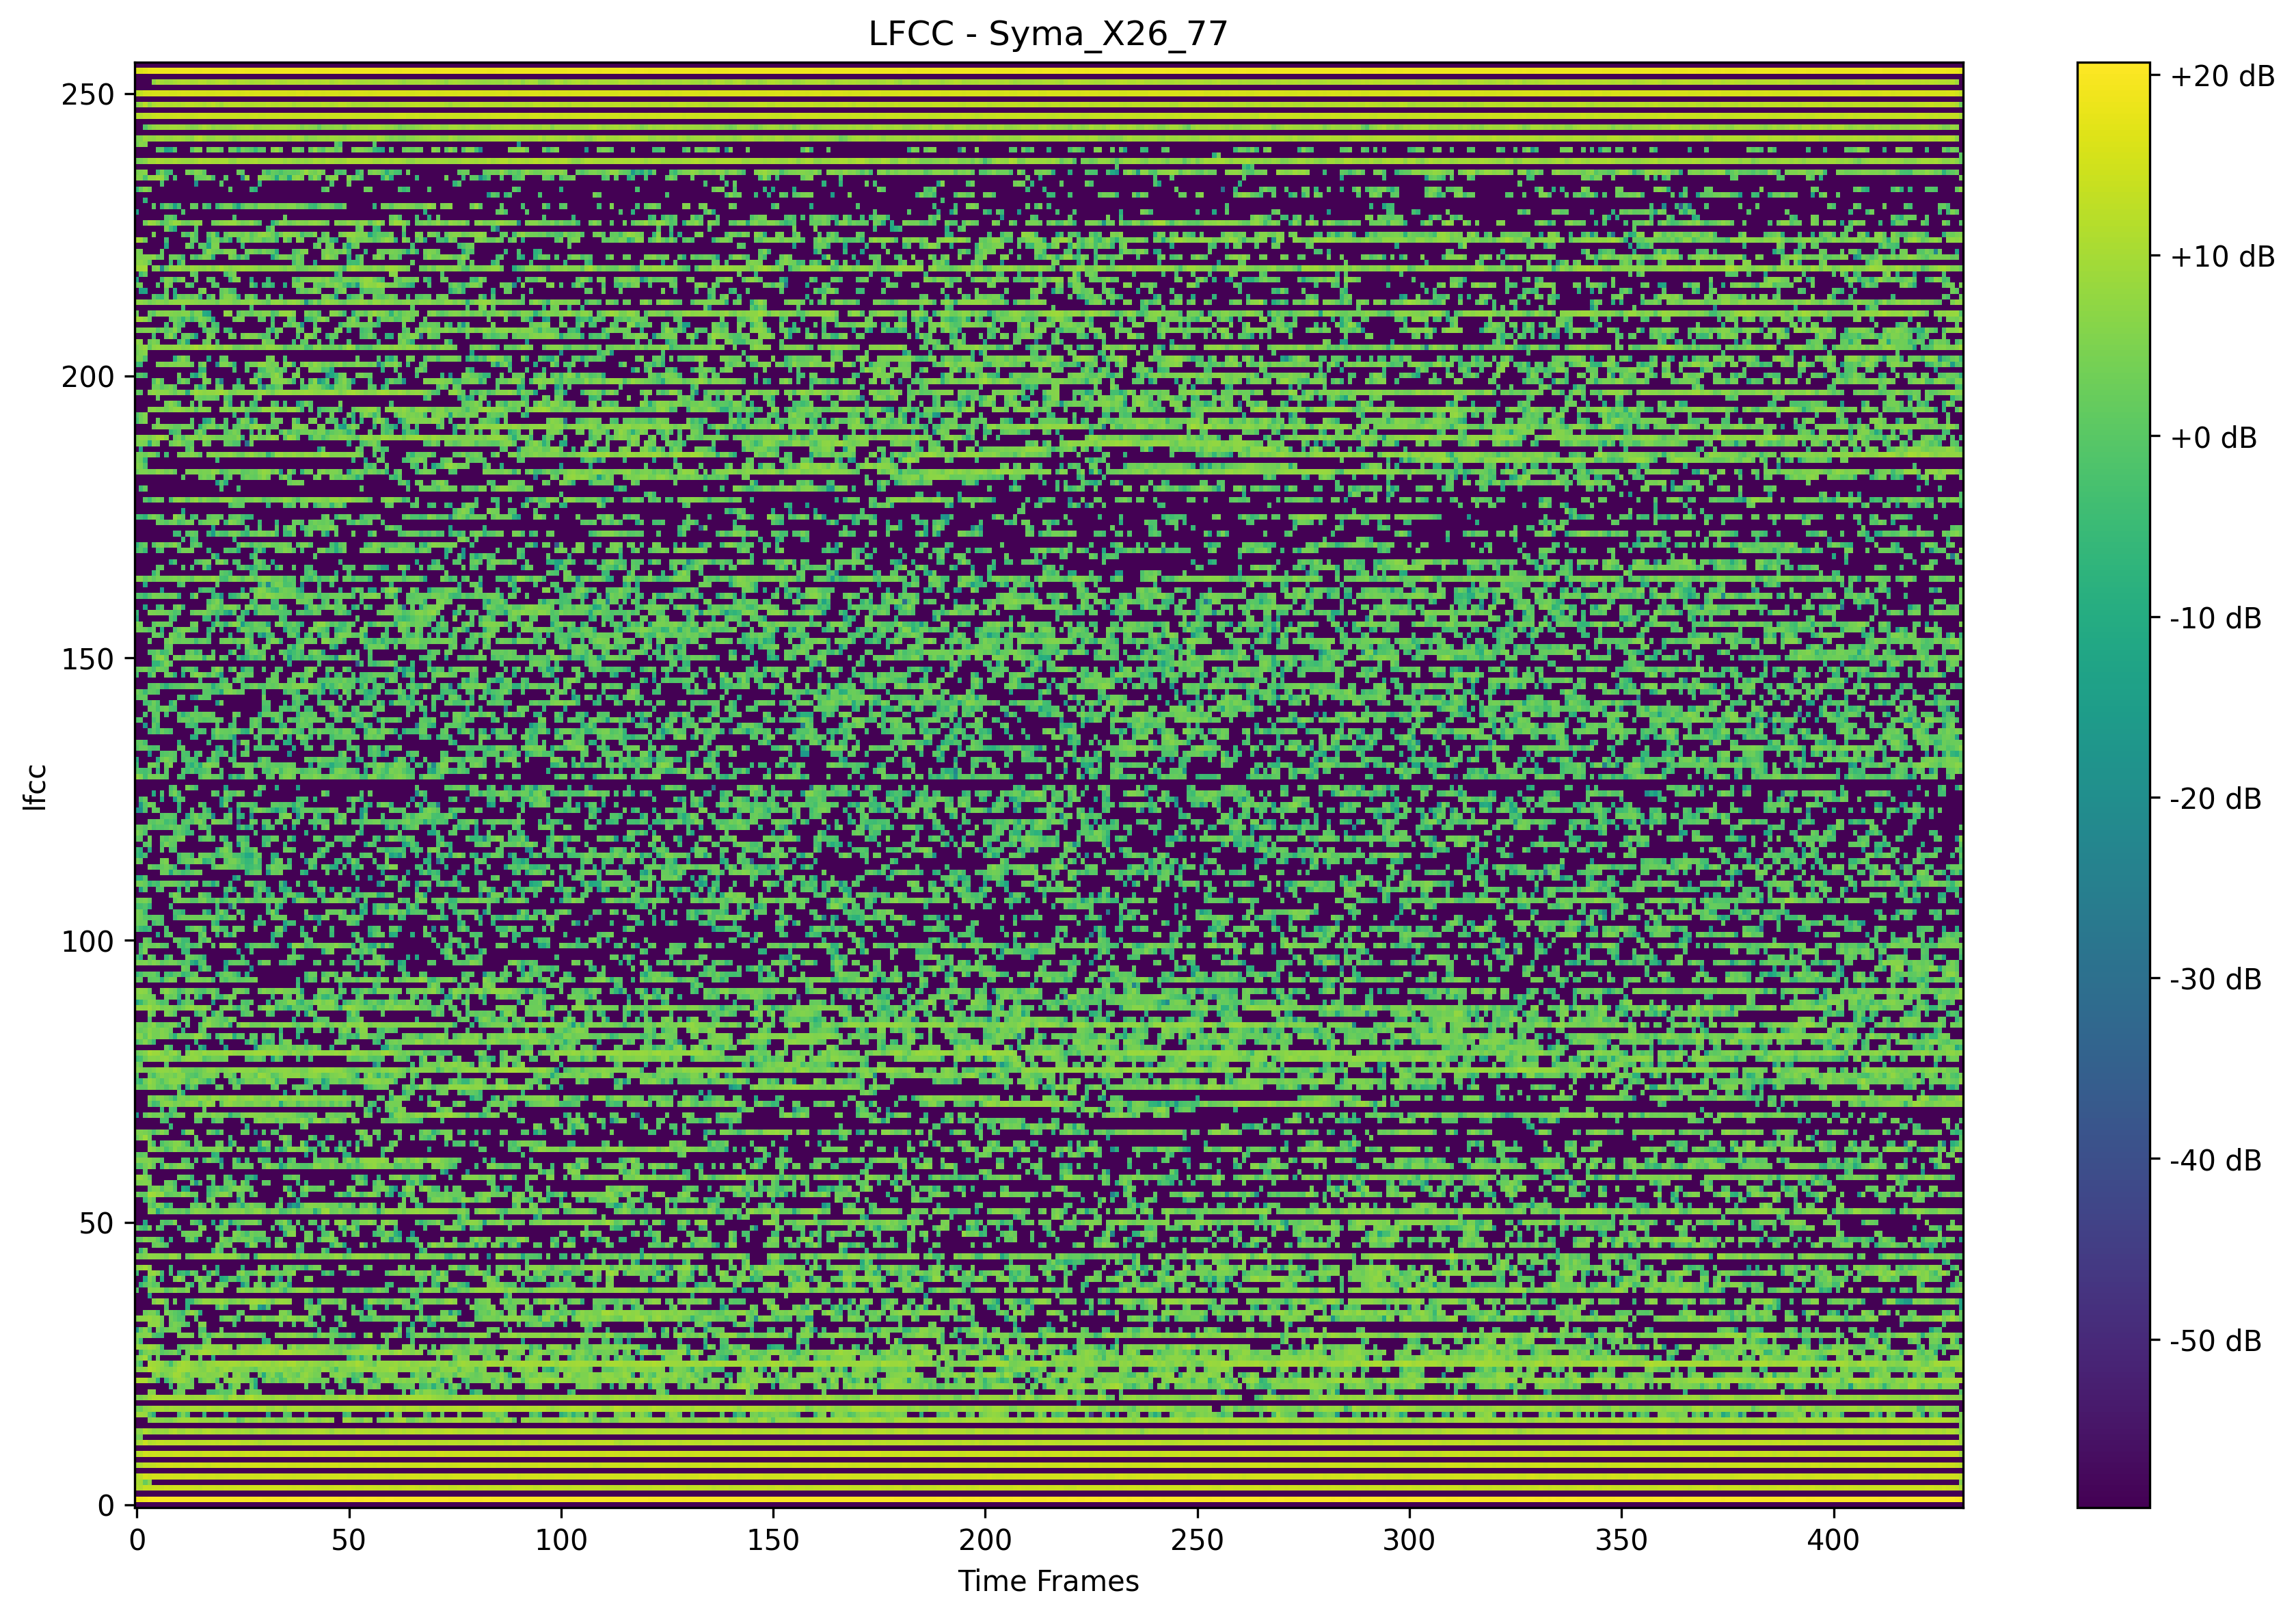 LFCC - Syma_X26_77
250
200
150
100
50
0
lfcc
0 50 100 150 200 250 300 350 400
Time Frames
+20 dB
+10 dB
+0 dB
-10 dB
-20 dB
-30 dB
-40 dB
-50 dB